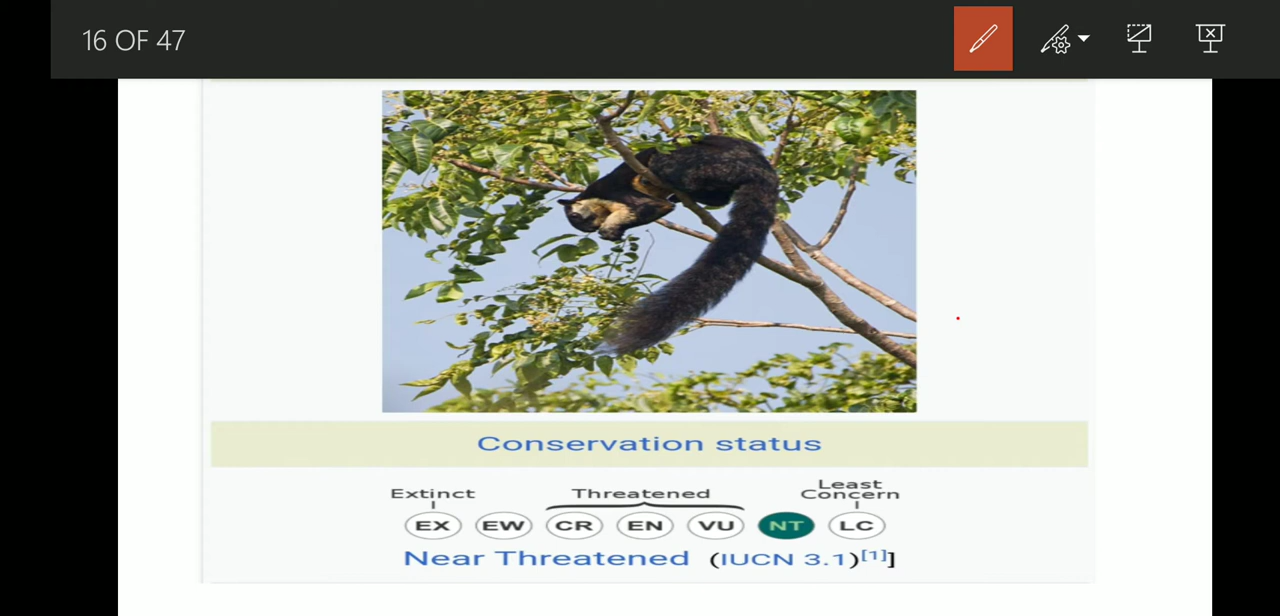 16 OF 47
Conservation status
Extinct Threatened Least Concern
EX EW CR EN VU NT LC
Near Threatened (IUCN 3.1)[1]]